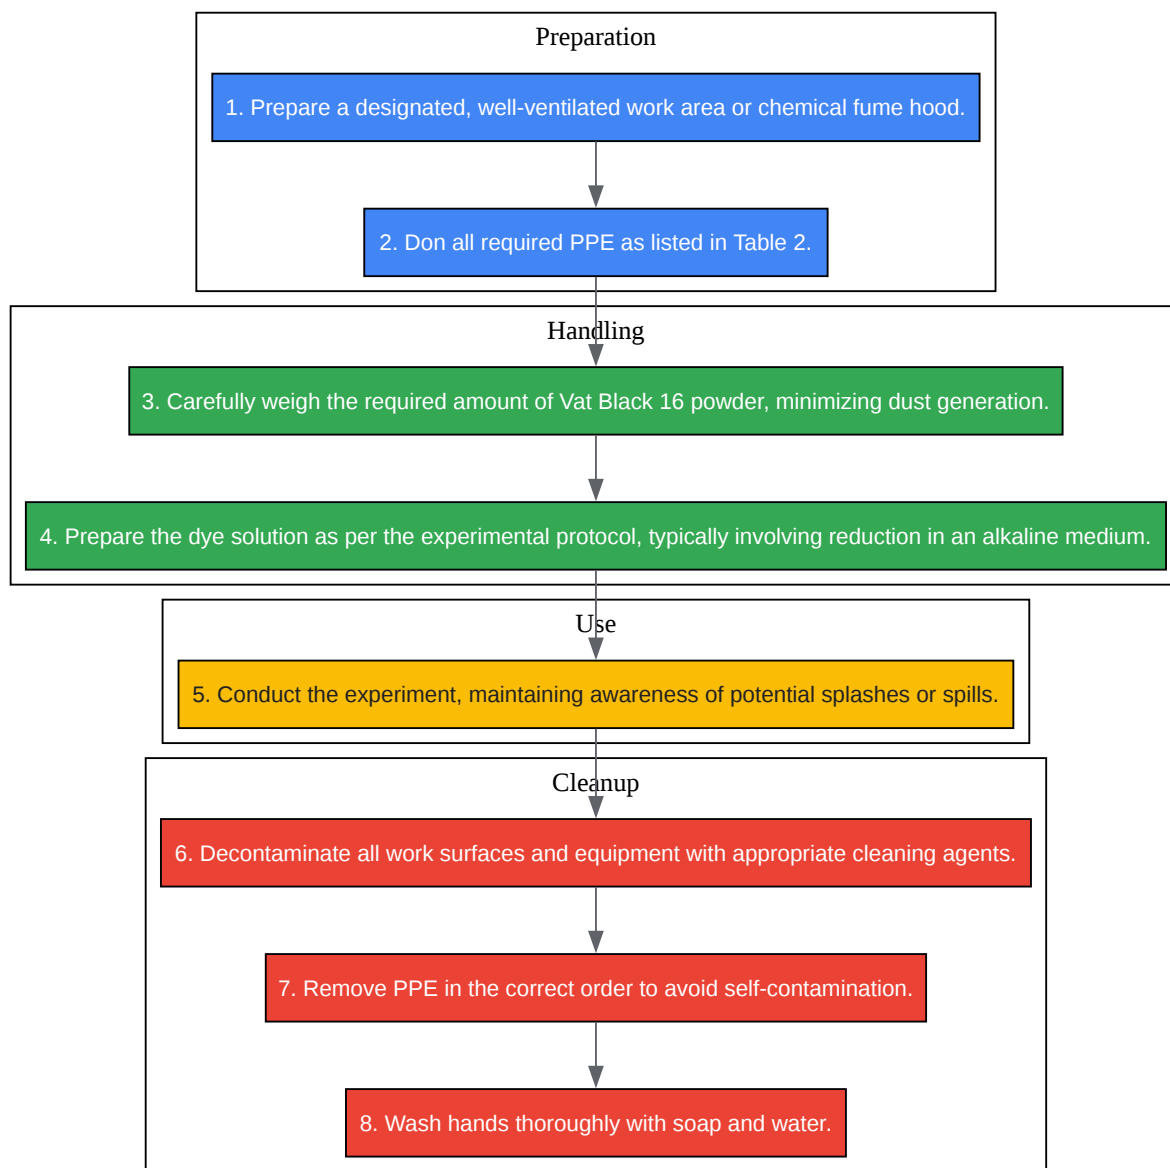 Preparation
1. Prepare a designated, well-ventilated work area or chemical fume hood.
2. Don all required PPE as listed in Table 2.
Handling
3. Carefully weigh the required amount of Vat Black 16 powder, minimizing dust generation.
4. Prepare the dye solution as per the experimental protocol, typically involving reduction in an alkaline medium.
Use
5. Conduct the experiment, maintaining awareness of potential splashes or spills.
Cleanup
6. Decontaminate all work surfaces and equipment with appropriate cleaning agents.
7. Remove PPE in the correct order to avoid self-contamination.
8. Wash hands thoroughly with soap and water.